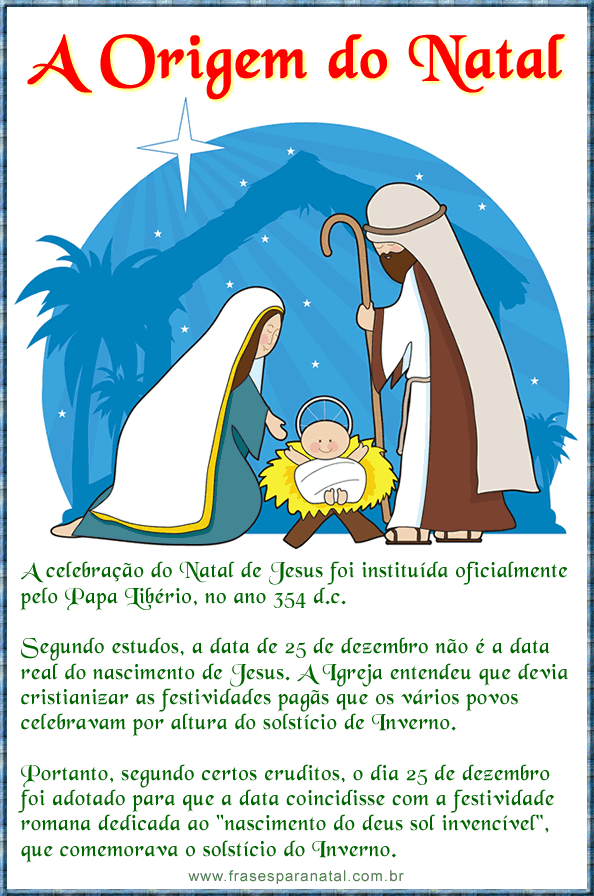 A Origem do Natal
A celebração do Natal de Jesus foi instituída oficialmente
pelo Papa Libério, no ano 354 d.c.
Segundo estudos, a data de 25 de dezembro não é a data
real do nascimento de Jesus. A Igreja entendeu que devia
cristianizar as festividades pagãs que os vários povos
celebravam por altura do solstício de Inverno.
Portanto, segundo certos eruditos, o dia 25 de dezembro
foi adotado para que a data coincidisse com a festividade
romana dedicada ao "nascimento do deus sol invencível",
que comemorava o solstício do Inverno.
www.frasesparanatal.com.br